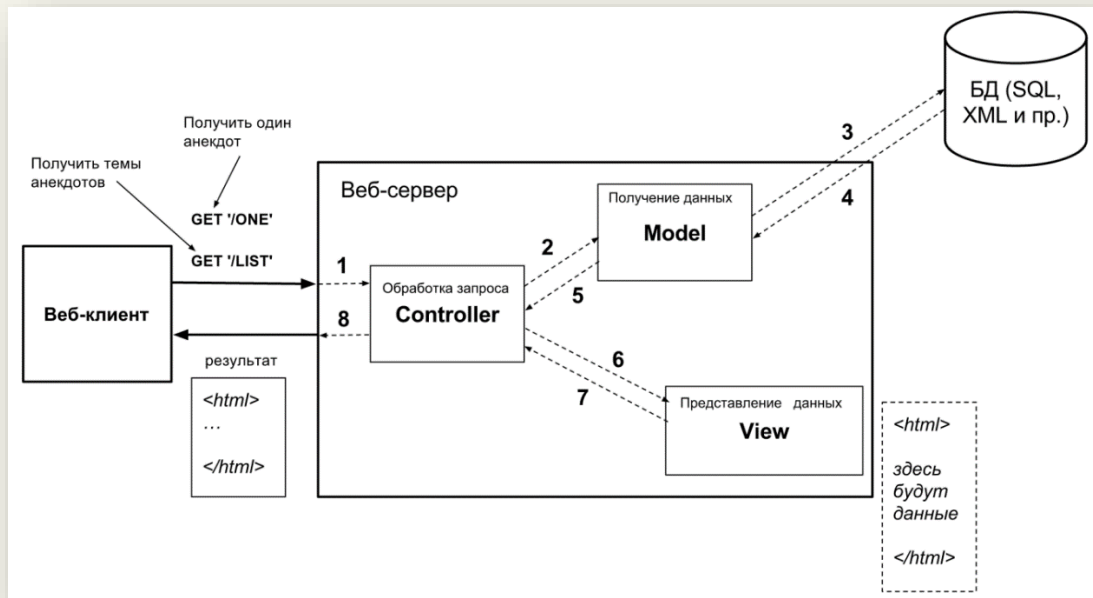 БД (SQL,
XML и пр.)
Получить один
анекдот
Получить темы
анекдотов
GET '/ONE'
GET '/LIST'
Веб-клиент
результат
<html>
...
</html>
Веб-сервер
1
8
Обработка запроса
Controller
2
5
Получение данных
Model
3
4
6
7
Представление данных
View
<html>
здесь
будут
данные
</html>